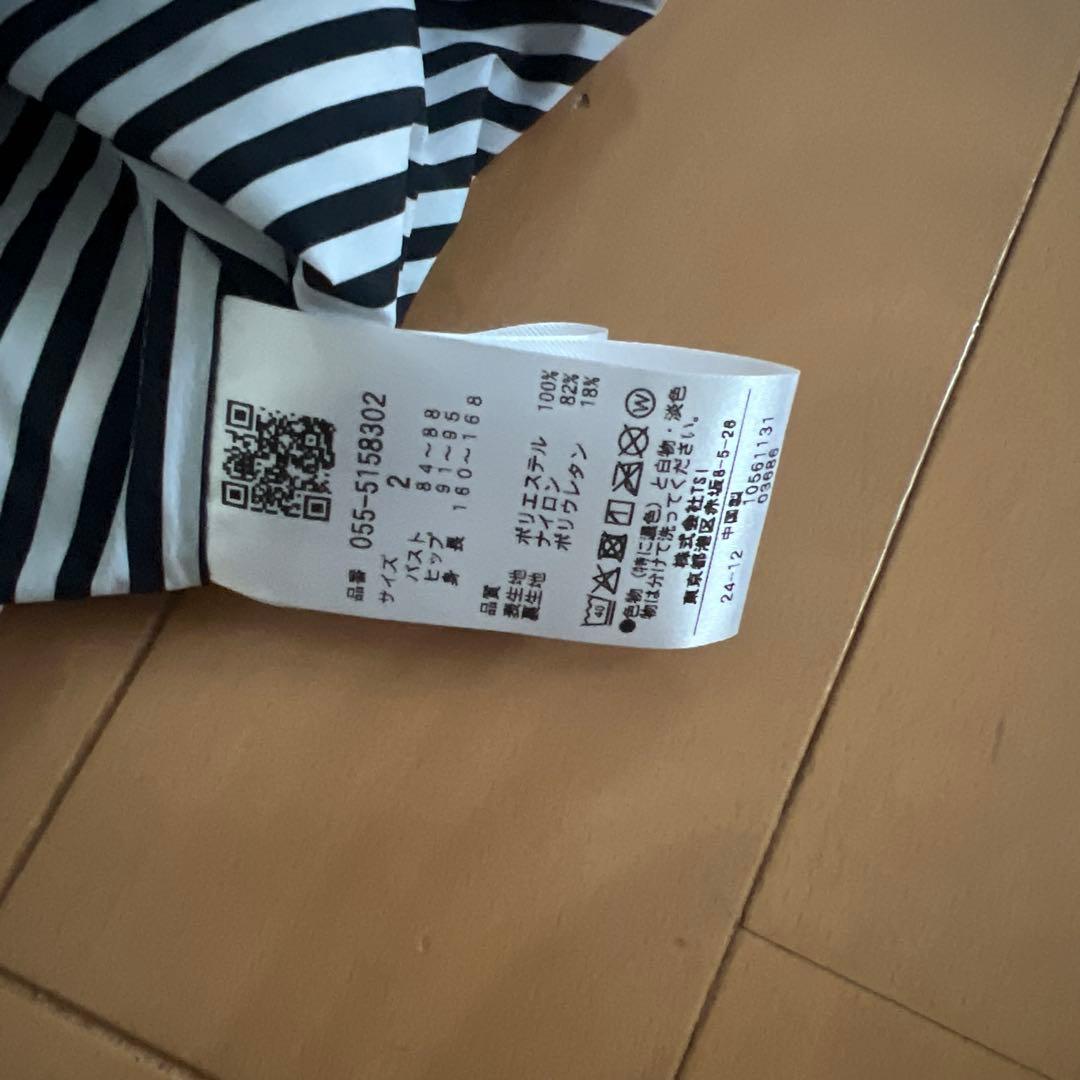 品番 055-5158302
サイズ 2
バスト 84～88
ヒップ 91～95
身長 160～168
品質
表生地 ポリエステル 100%
裏生地 ナイロン 82%
ポリウレタン 18%
40
W
●色物（特に濃色）と白物・淡色
物は分けて洗ってください。
株式会社TSI
東京都港区赤坂8-5-26
24-12 中国製 10561131
03686